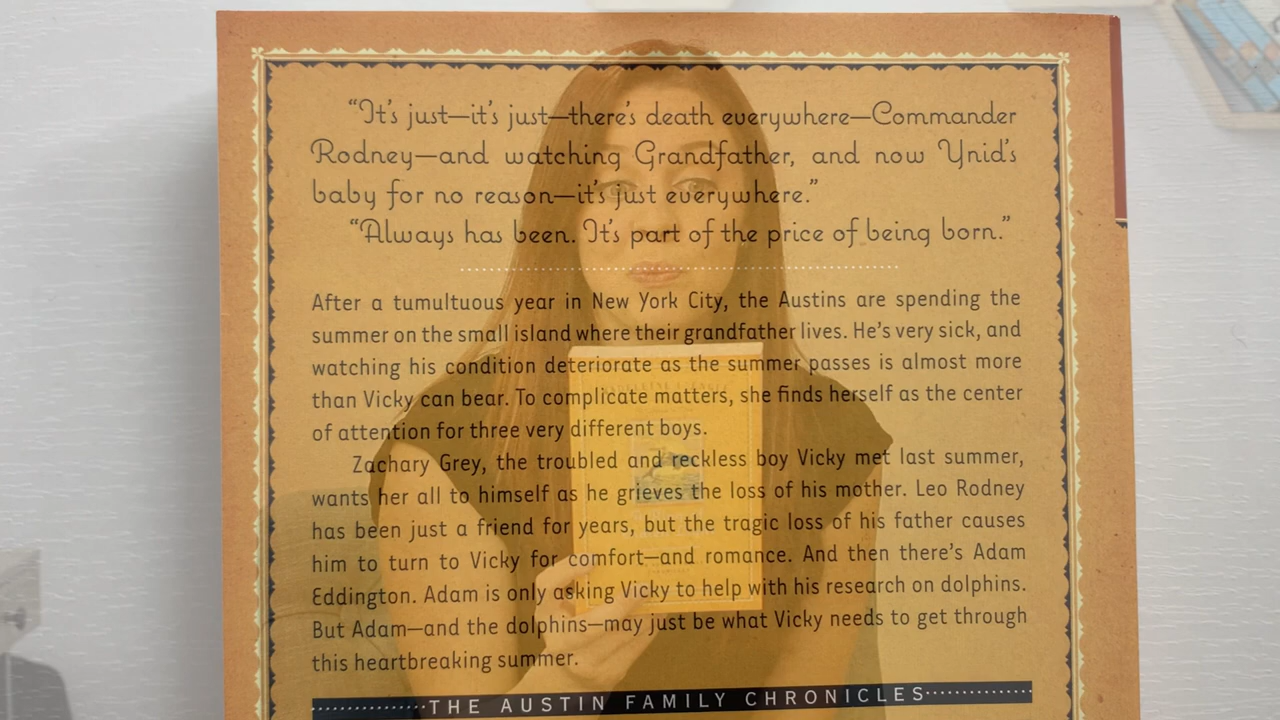 “It’s just—it’s just—there’s death everywhere—Commander
Rodney—and watching Grandfather, and now Ynid’s
baby for no reason—it’s just everywhere.”
“Always has been. It’s part of the price of being born.”
After a tumultuous year in New York City, the Austins are spending the
summer on the small island where their grandfather lives. He’s very sick, and
watching his condition deteriorate as the summer passes is almost more
than Vicky can bear. To complicate matters, she finds herself as the center
of attention for three very different boys.
Zachary Grey, the troubled and reckless boy Vicky met last summer,
wants her all to himself as he grieves the loss of his mother. Leo Rodney
has been just a friend for years, but the tragic loss of his father causes
him to turn to Vicky for comfort—and romance. And then there’s Adam
Eddington. Adam is only asking Vicky to help with his research on dolphins.
But Adam—and the dolphins—may just be what Vicky needs to get through
this heartbreaking summer.
THE AUSTIN FAMILY CHRONICLES